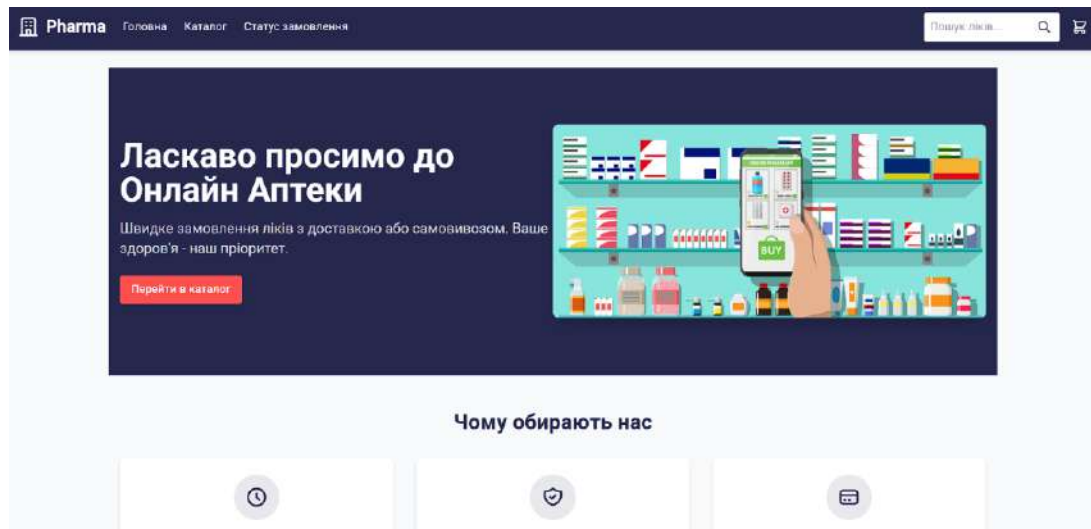 Pharma
Головна Каталог Статус замовлення
Пошук ліків...
Ласкаво просимо до
Онлайн Аптеки
Швидке замовлення ліків з доставкою або самовивозом. Ваше
здоров'я - наш пріоритет.
Перейти в каталог
BUY
Чому обирають нас